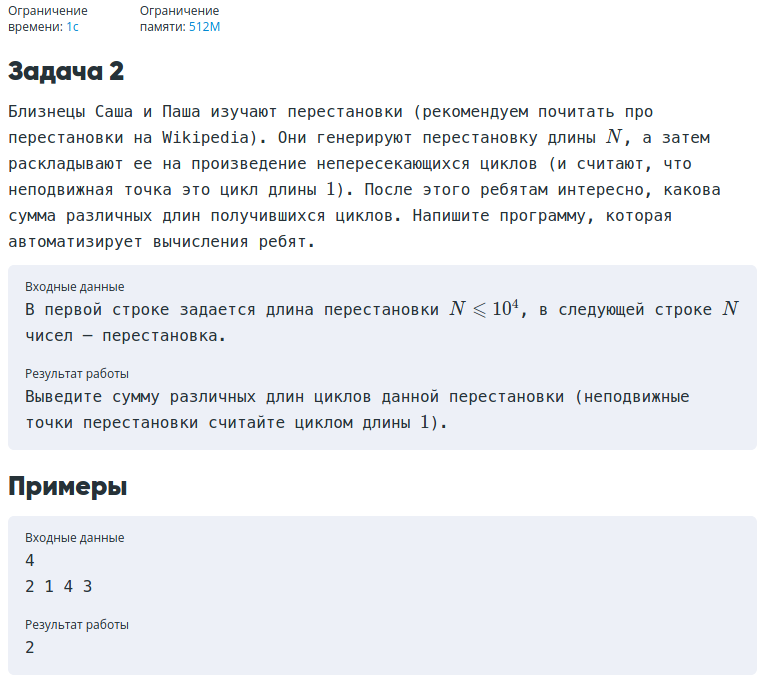 Ограничение
времени: 1с
Ограничение
памяти: 512M
Задача 2
Близнецы Саша и Паша изучают перестановки (рекомендуем почитать про
перестановки на Wikipedia). Они генерируют перестановку длины N, а затем
раскладывают ее на произведение непересекающихся циклов (и считают, что
неподвижная точка это цикл длины 1). После этого ребятам интересно, какова
сумма различных длин получившихся циклов. Напишите программу, которая
автоматизирует вычисления ребят.
Входные данные
В первой строке задается длина перестановки N ⩽ 10⁴, в следующей строке N
чисел — перестановка.
Результат работы
Выведите сумму различных длин циклов данной перестановки (неподвижные
точки перестановки считайте циклом длины 1).
Примеры
Входные данные
4
2 1 4 3
Результат работы
2